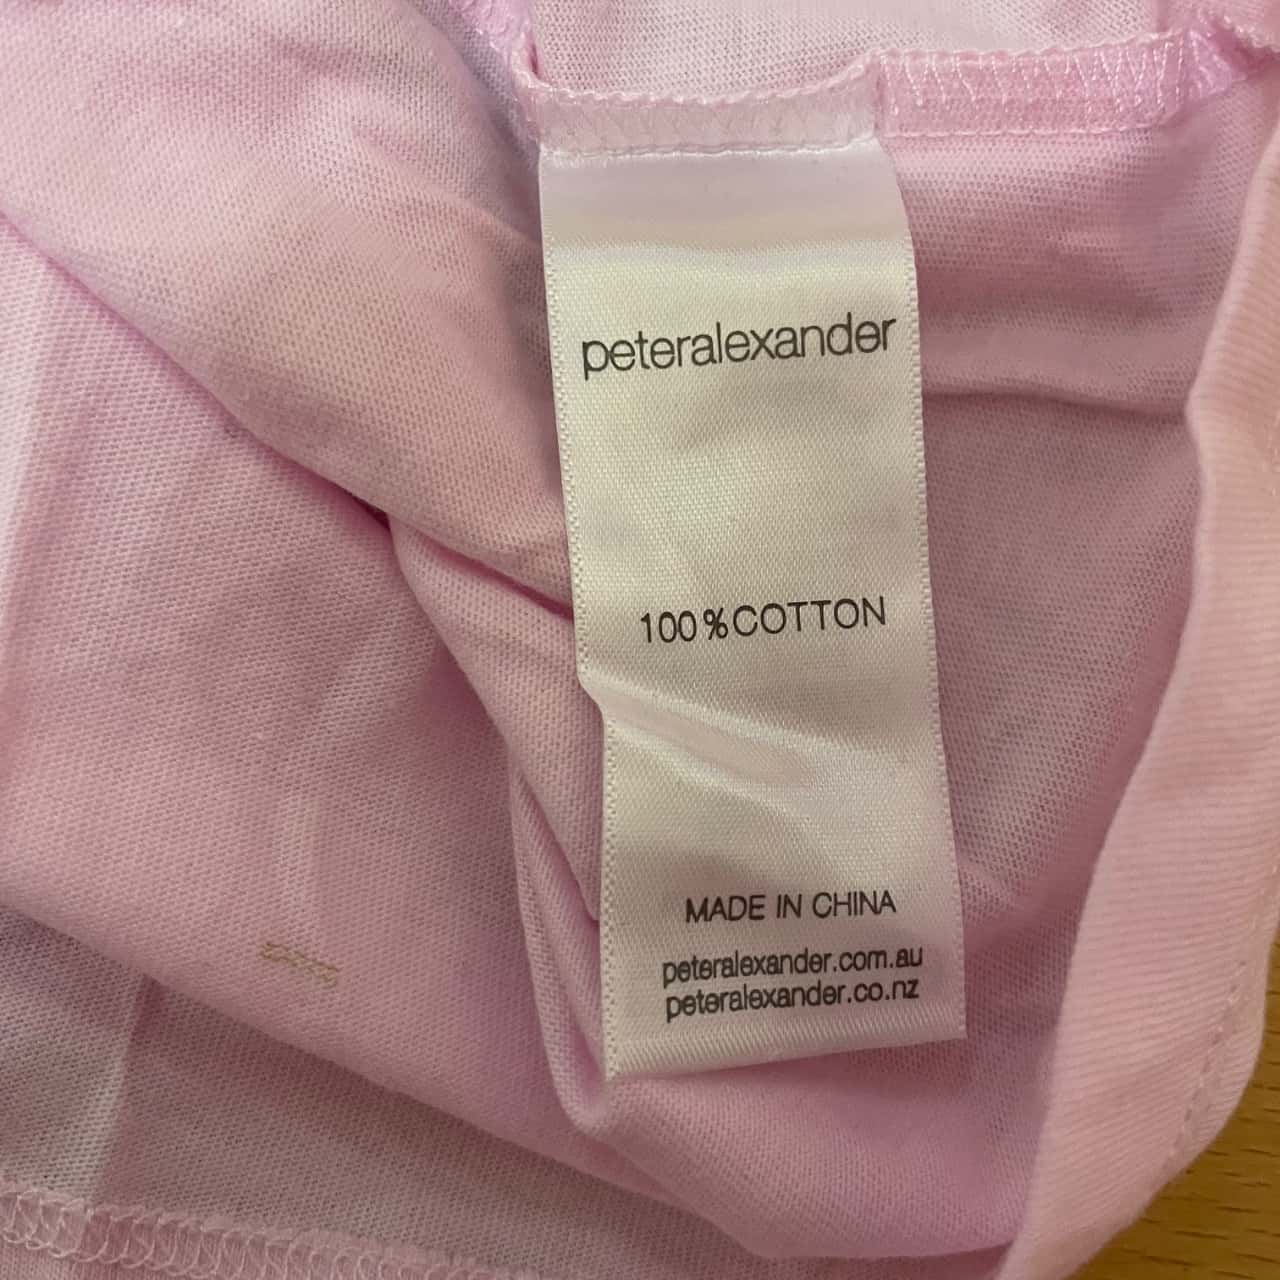 peteralexander
100%COTTON
MADE IN CHINA
peteralexander.com.au
peteralexander.co.nz